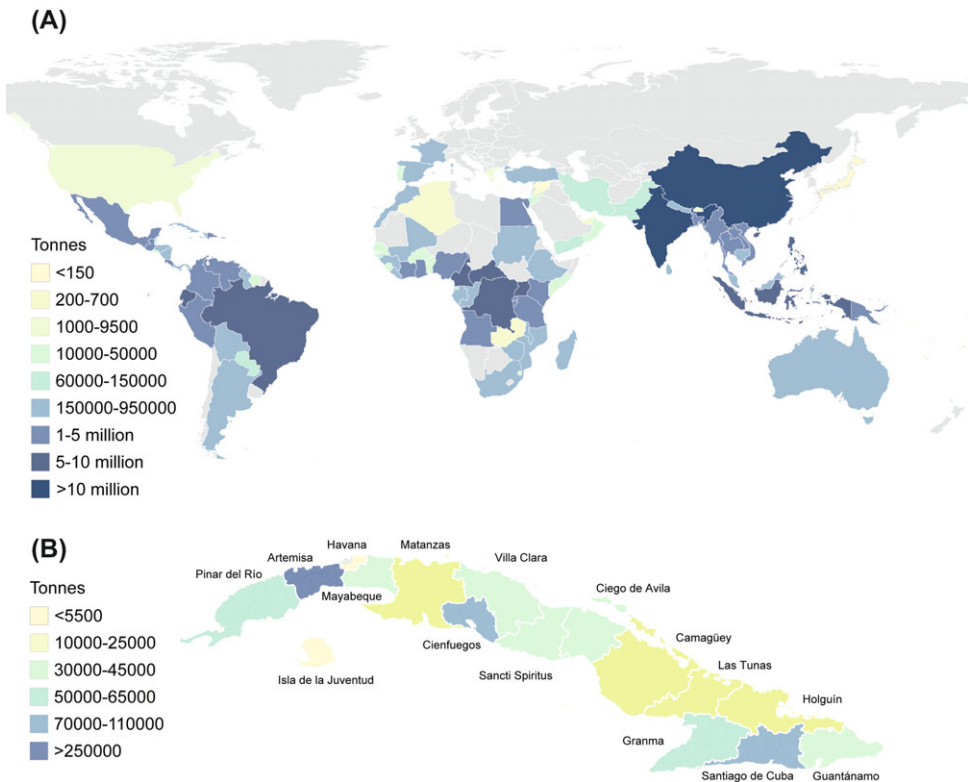 (A)
Tonnes
<150
200-700
1000-9500
10000-50000
60000-150000
150000-950000
1-5 million
5-10 million
>10 million
(B)
Tonnes
<5500
10000-25000
30000-45000
50000-65000
70000-110000
>250000
Havana
Matanzas
Artemisa
Villa Clara
Pinar del Río
Ciego de Avila
Mayabeque
Camagüey
Cienfuegos
Las Tunas
Isla de la Juventud
Sancti Spiritus
Holguín
Granma
Santiago de Cuba
Guantánamo